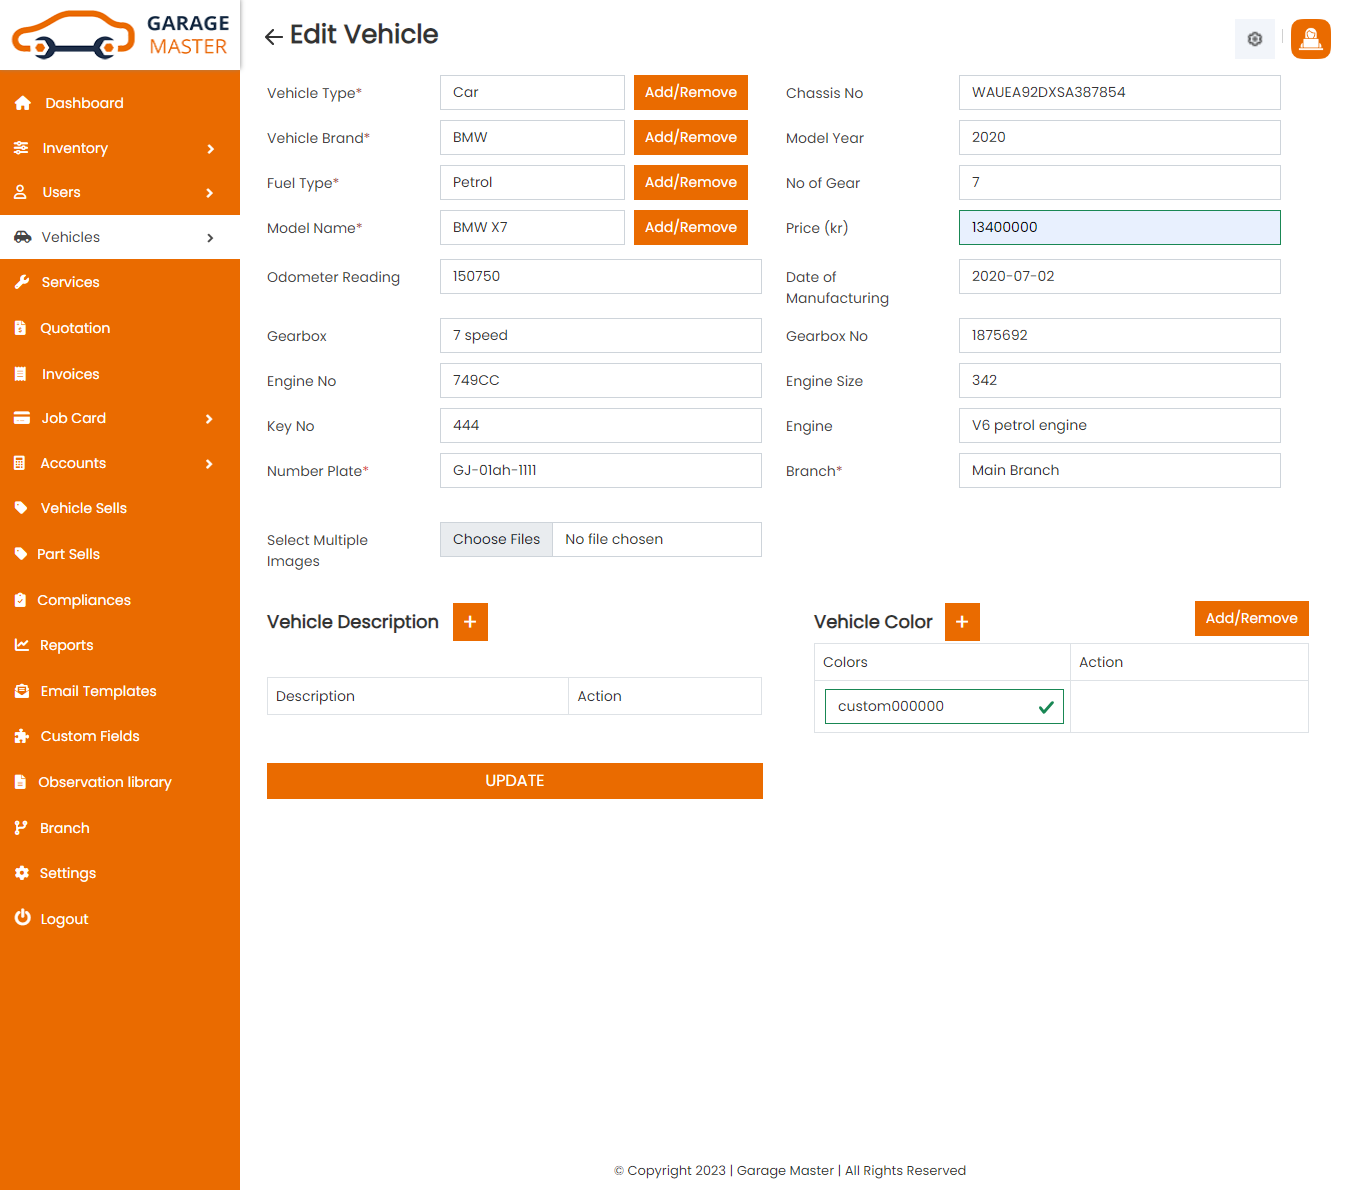 GARAGE
MASTER
Edit Vehicle
Dashboard
Inventory
Users
Vehicles
Services
Quotation
Invoices
Job Card
Accounts
Vehicle Sells
Part Sells
Compliances
Reports
Email Templates
Custom Fields
Observation library
Branch
Settings
Logout
Vehicle Type* Car Add/Remove Chassis No WAUEA92DXSA387854
Vehicle Brand* BMW Add/Remove Model Year 2020
Fuel Type* Petrol Add/Remove No of Gear 7
Model Name* BMW X7 Add/Remove Price (kr) 13400000
Odometer Reading 150750 Date of 2020-07-02
Manufacturing
Gearbox 7 speed Gearbox No 1875692
Engine No 749CC Engine Size 342
Key No 444 Engine V6 petrol engine
Number Plate* GJ-01ah-1111 Branch* Main Branch
Select Multiple Choose Files No file chosen
Images
Vehicle Description +
Description Action
Vehicle Color + Add/Remove
Colors Action
custom000000
UPDATE
© Copyright 2023 | Garage Master | All Rights Reserved